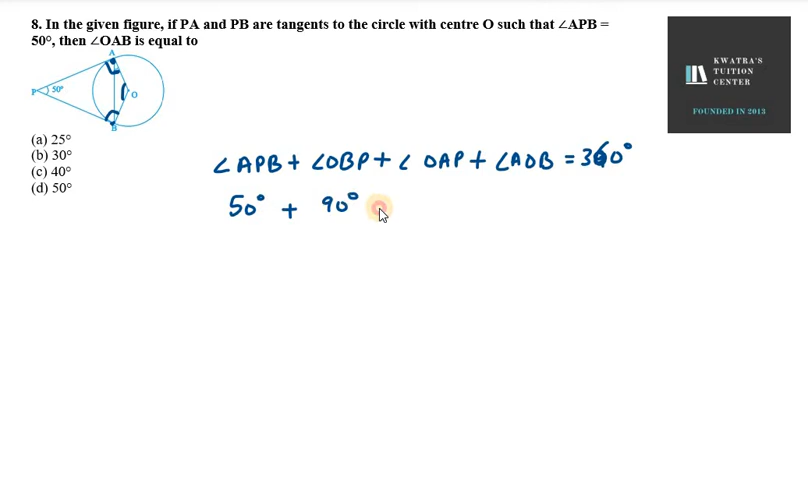 8. In the given figure, if PA and PB are tangents to the circle with centre O such that ∠APB =
50°, then ∠OAB is equal to
A
P 50° O
B
(a) 25°
(b) 30°
(c) 40°
(d) 50°
∠APB + ∠OBP + ∠ OAP + ∠AOB = 360°
50° + 90°
KWATRA'S
TUITION
CENTER
FOUNDED IN 2013